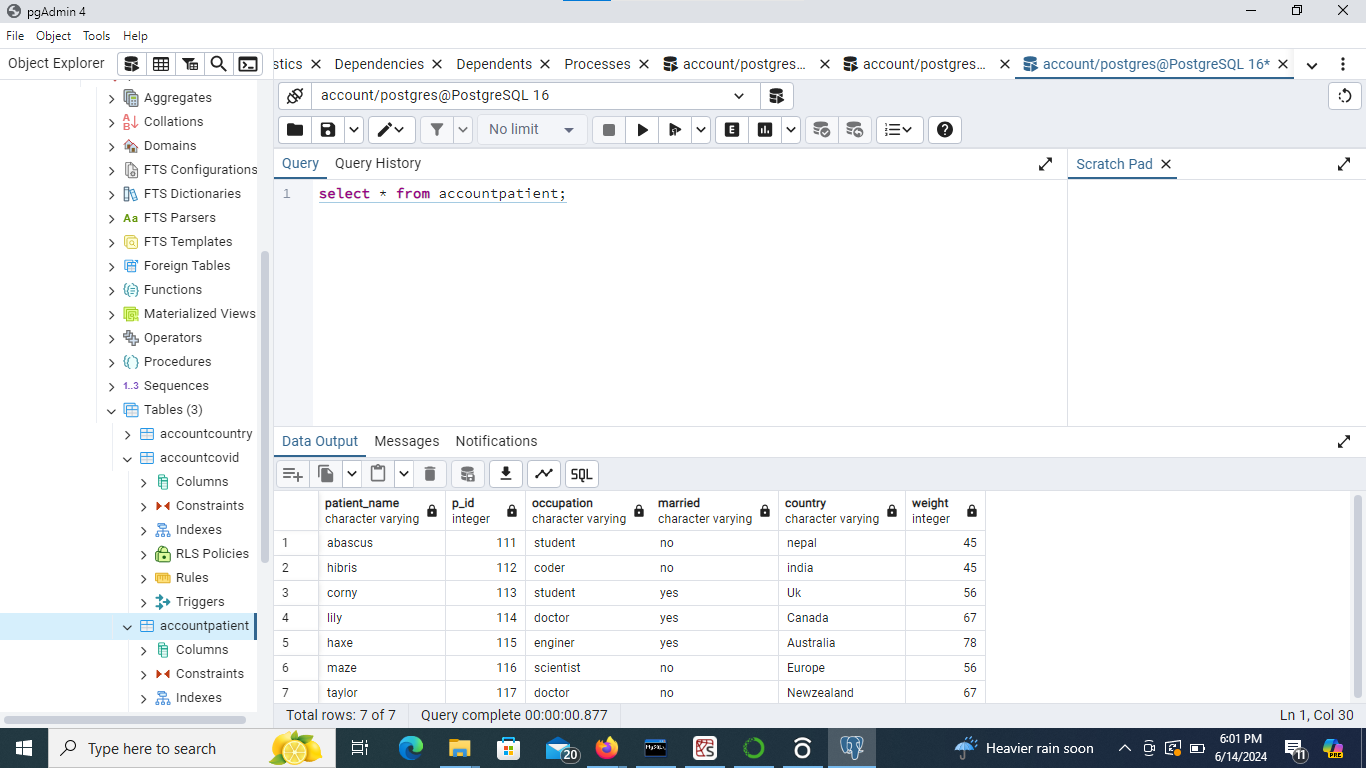 pgAdmin 4
File Object Tools Help
Object Explorer
stics Dependencies Dependents Processes account/postgres... account/postgres... account/postgres@PostgreSQL 16*
Aggregates
Collations
Domains
FTS Configurations
FTS Dictionaries
Aa FTS Parsers
FTS Templates
Foreign Tables
Functions
Materialized Views
Operators
Procedures
1..3 Sequences
Tables (3)
accountcountry
accountcovid
Columns
Constraints
Indexes
RLS Policies
Rules
Triggers
accountpatient
Columns
Constraints
Indexes
account/postgres@PostgreSQL 16
No limit E
Query Query History Scratch Pad
1 select * from accountpatient;
Data Output Messages Notifications
SQL
patient_name p_id occupation married country weight
character varying integer character varying character varying character varying integer
1 abascus 111 student no nepal 45
2 hibris 112 coder no india 45
3 corny 113 student yes Uk 56
4 lily 114 doctor yes Canada 67
5 haxe 115 enginer yes Australia 78
6 maze 116 scientist no Europe 56
7 taylor 117 doctor no Newzealand 67
Total rows: 7 of 7 Query complete 00:00:00.877 Ln 1, Col 30
Type here to search 20 MySQL Heavier rain soon 6:01 PM 11 PRE
6/14/2024